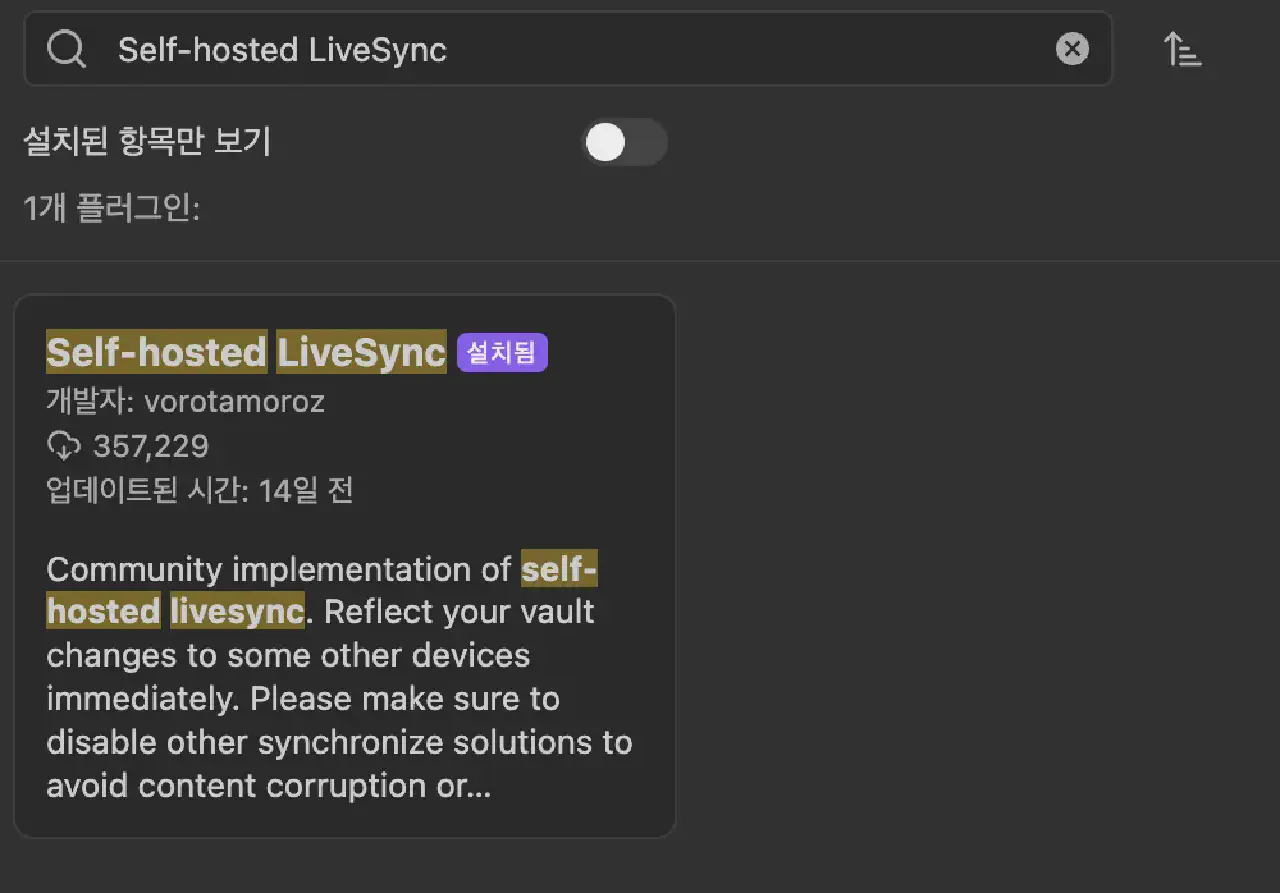 Self-hosted LiveSync
설치된 항목만 보기
1개 플러그인:
Self-hosted LiveSync 설치됨
개발자: vorotamoroz
357,229
업데이트된 시간: 14일 전
Community implementation of self-
hosted livesync. Reflect your vault
changes to some other devices
immediately. Please make sure to
disable other synchronize solutions to
avoid content corruption or...